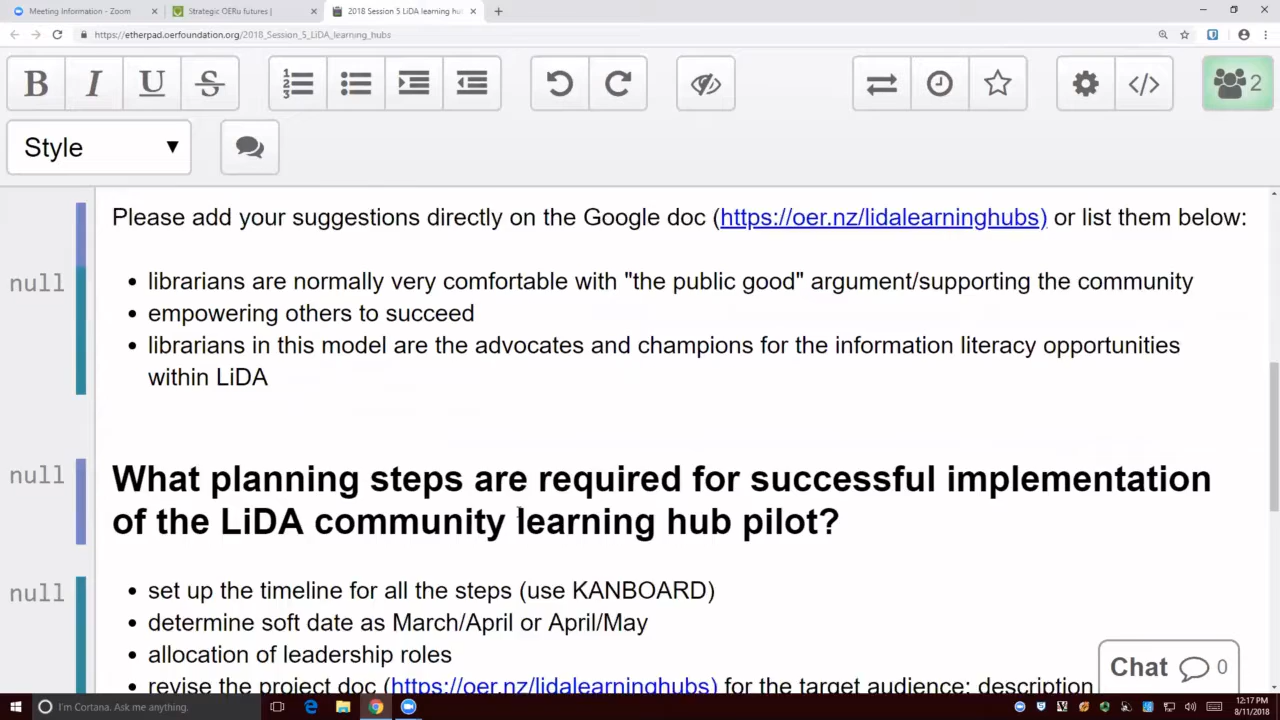 Meeting Information - Zoom
Strategic OERu futures |
2018 Session 5 LiDA learning hu
https://etherpad.oerfoundation.org/2018_Session_5_LiDA_learning_hubs
B I U S
2
Style
Please add your suggestions directly on the Google doc (https://oer.nz/lidalearninghubs) or list them below:
null
librarians are normally very comfortable with "the public good" argument/supporting the community
empowering others to succeed
librarians in this model are the advocates and champions for the information literacy opportunities
within LiDA
null
What planning steps are required for successful implementation
of the LiDA community learning hub pilot?
null
set up the timeline for all the steps (use KANBOARD)
determine soft date as March/April or April/May
allocation of leadership roles
revise the project doc (https://oer.nz/lidalearninghubs) for the target audience: description
Chat 0
I'm Cortana. Ask me anything.
12:17 PM
8/11/2018